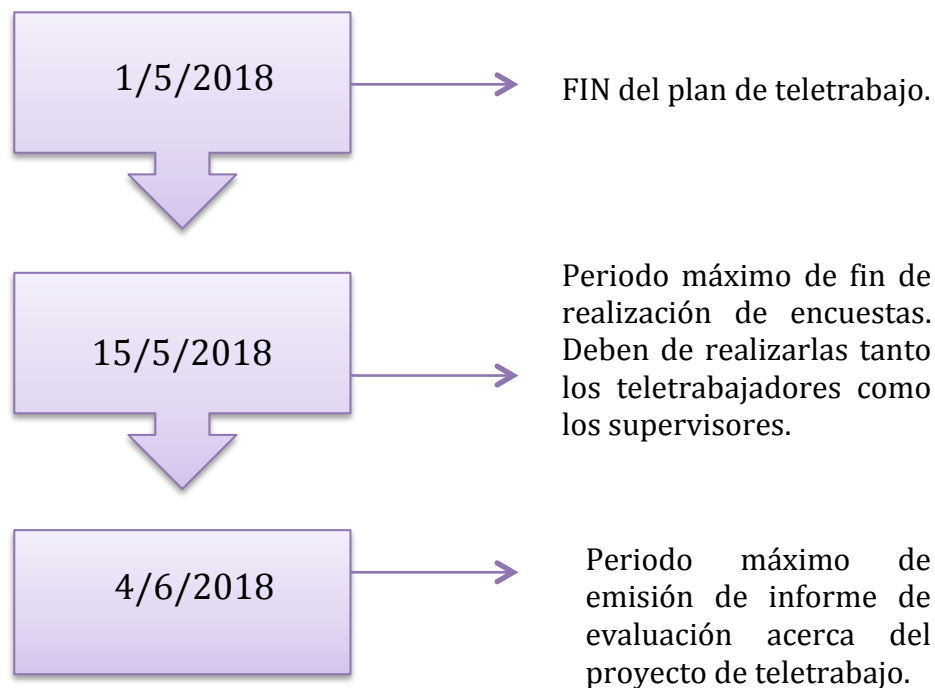 1/5/2018
FIN del plan de teletrabajo.
15/5/2018
Periodo máximo de fin de
realización de encuestas.
Deben de realizarlas tanto
los teletrabajadores como
los supervisores.
4/6/2018
Periodo máximo de
emisión de informe de
evaluación acerca del
proyecto de teletrabajo.